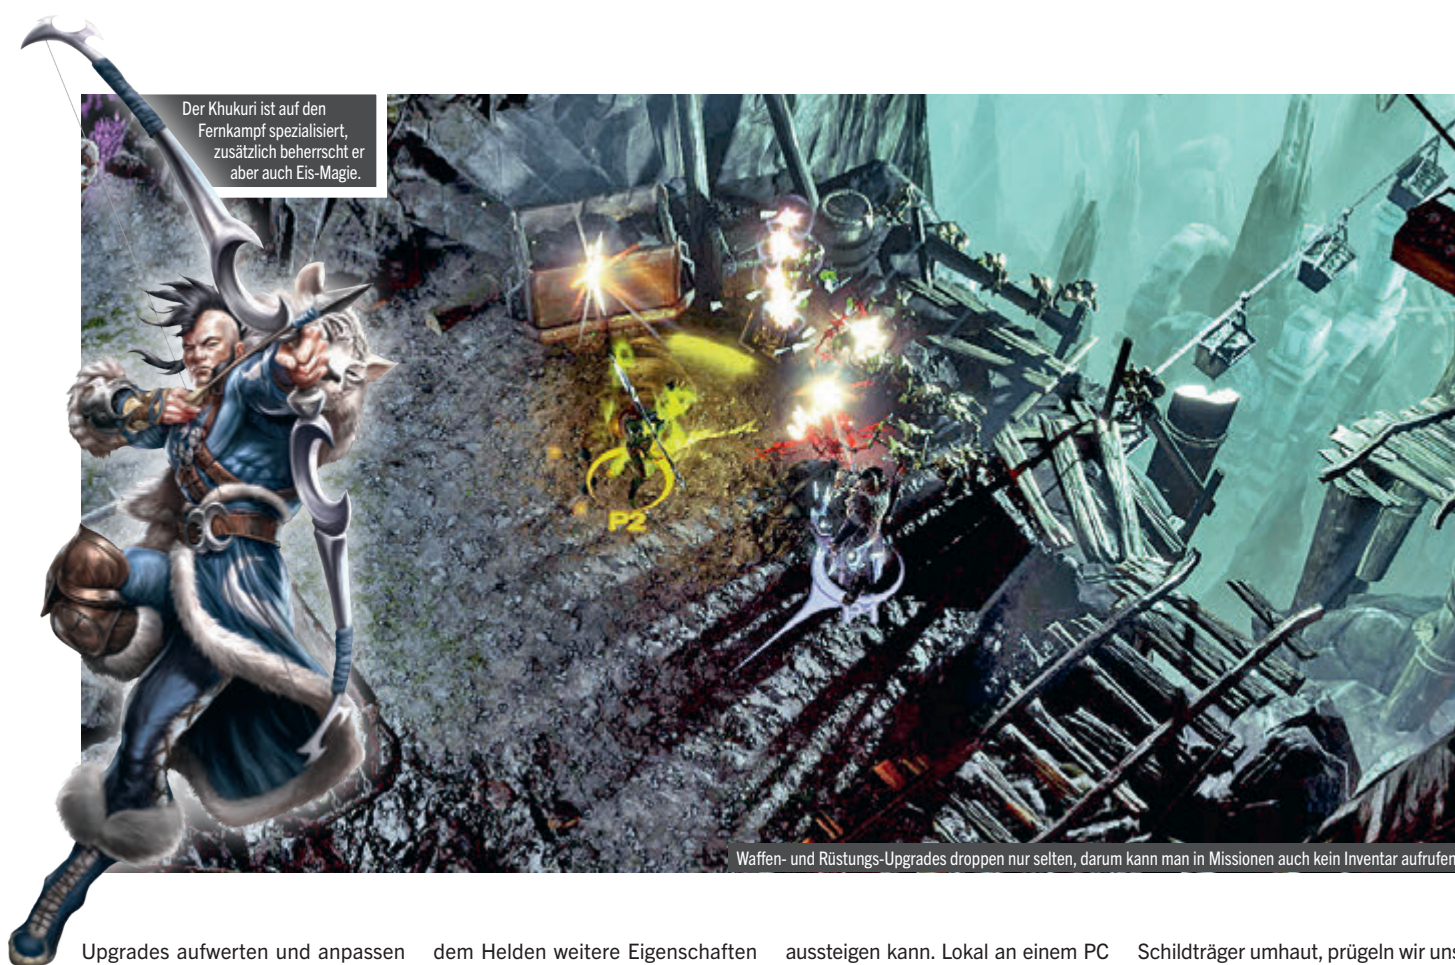 Der Khukuri ist auf den
Fernkampf spezialisiert,
zusätzlich beherrscht er
aber auch Eis-Magie.
P2
Waffen- und Rüstungs-Upgrades droppen nur selten, darum kann man in Missionen auch kein Inventar aufrufen
Upgrades aufwerten und anpassen
dem Helden weitere Eigenschaften
aussteigen kann. Lokal an einem PC
Schildträger umhaut, prügeln wir uns